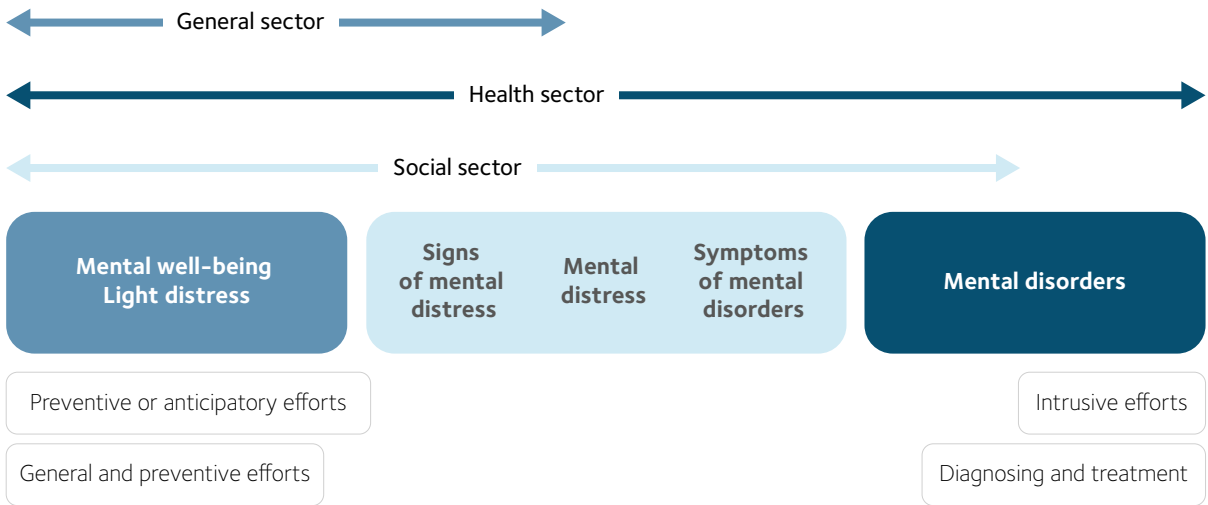 General sector
Health sector
Social sector
Mental well-being
Light distress
Signs
of mental
distress
Mental
distress
Symptoms
of mental
disorders
Mental disorders
Preventive or anticipatory efforts
Intrusive efforts
General and preventive efforts
Diagnosing and treatment